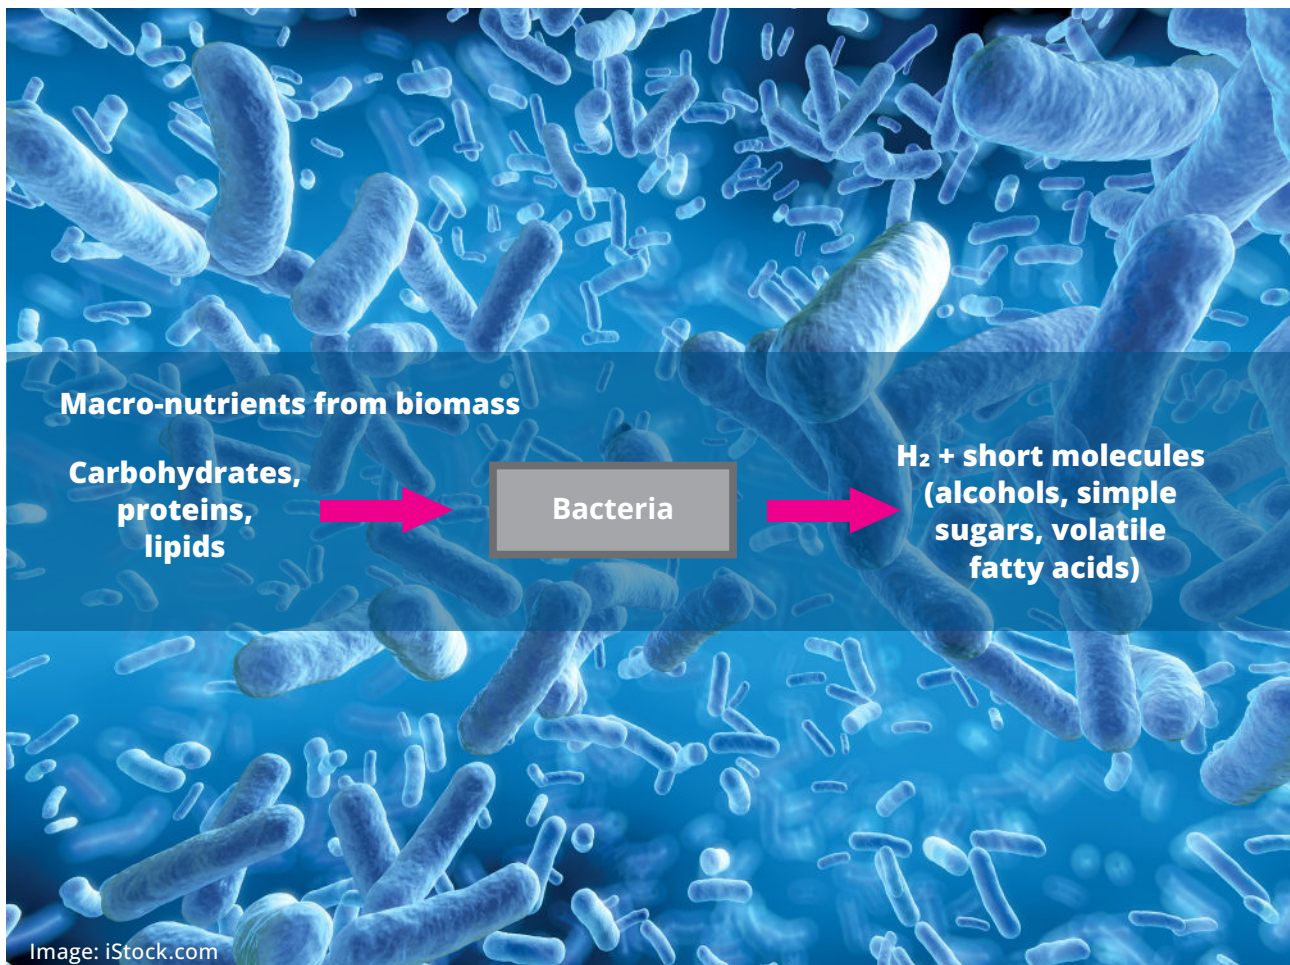 Macro-nutrients from biomass
Carbohydrates,
proteins,
lipids
Bacteria
H₂ + short molecules
(alcohols, simple
sugars, volatile
fatty acids)
Image: iStock.com